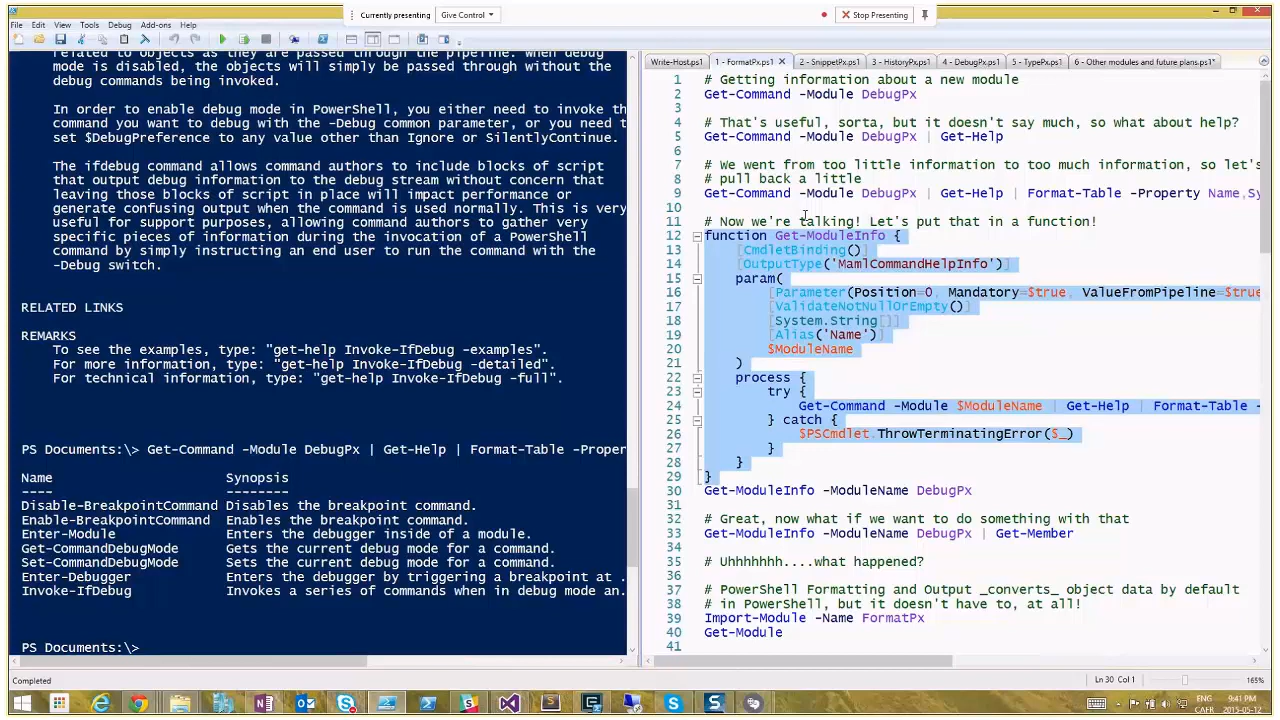 Currently presenting Give Control Stop Presenting
File Edit View Tools Debug Add-ons Help
related to objects as they are passed through the pipeline. When debug
mode is disabled, the objects will simply be passed through without the
debug commands being invoked.
In order to enable debug mode in PowerShell, you either need to invoke th
command you want to debug with the -Debug common parameter, or you need t
set $DebugPreference to any value other than Ignore or SilentlyContinue.
The ifdebug command allows command authors to include blocks of script
that output debug information to the debug stream without concern that
leaving those blocks of script in place will impact performance or
generate confusing output when the command is used normally. This is very
useful for support purposes, allowing command authors to gather very
specific pieces of information during the invocation of a PowerShell
command by simply instructing an end user to run the command with the
-Debug switch.
RELATED LINKS
REMARKS
To see the examples, type: "get-help Invoke-IfDebug -examples".
For more information, type: "get-help Invoke-IfDebug -detailed".
For technical information, type: "get-help Invoke-IfDebug -full".
PS Documents:\> Get-Command -Module DebugPx | Get-Help | Format-Table -Proper
Name Synopsis
---- --------
Disable-BreakpointCommand Disables the breakpoint command.
Enable-BreakpointCommand Enables the breakpoint command.
Enter-Module Enters the debugger inside of a module.
Get-CommandDebugMode Gets the current debug mode for a command.
Set-CommandDebugMode Sets the current debug mode for a command.
Enter-Debugger Enters the debugger by triggering a breakpoint at .
Invoke-IfDebug Invokes a series of commands when in debug mode an.
PS Documents:\>
Write-Host.ps1 1 - FormatPx.ps1 2 - SnippetPx.ps1 3 - HistoryPx.ps1 4 - DebugPx.ps1 5 - TypePx.ps1 6 - Other modules and future plans.ps1*
1 # Getting information about a new module
2 Get-Command -Module DebugPx
3
4 # That's useful, sorta, but it doesn't say much, so what about help?
5 Get-Command -Module DebugPx | Get-Help
6
7 # We went from too little information to too much information, so let's
8 # pull back a little
9 Get-Command -Module DebugPx | Get-Help | Format-Table -Property Name,Sy
10
11 # Now we're talking! Let's put that in a function!
12 function Get-ModuleInfo {
13 [CmdletBinding()]
14 [OutputType('MamlCommandHelpInfo')]
15 param(
16 [Parameter(Position=0, Mandatory=$true, ValueFromPipeline=$true
17 [ValidateNotNullOrEmpty()]
18 [System.String[]]
19 [Alias('Name')]
20 $ModuleName
21 )
22 process {
23 try {
24 Get-Command -Module $ModuleName | Get-Help | Format-Table -
25 } catch {
26 $PSCmdlet.ThrowTerminatingError($_)
27 }
28 }
29 }
30 Get-ModuleInfo -ModuleName DebugPx
31
32 # Great, now what if we want to do something with that
33 Get-ModuleInfo -ModuleName DebugPx | Get-Member
34
35 # Uhhhhhhh....what happened?
36
37 # PowerShell Formatting and Output _converts_ object data by default
38 # in PowerShell, but it doesn't have to, at all!
39 Import-Module -Name FormatPx
40 Get-Module
41
Completed Ln 30 Col 1 165%
ENG 9:41 PM
CAFR 2015-05-12